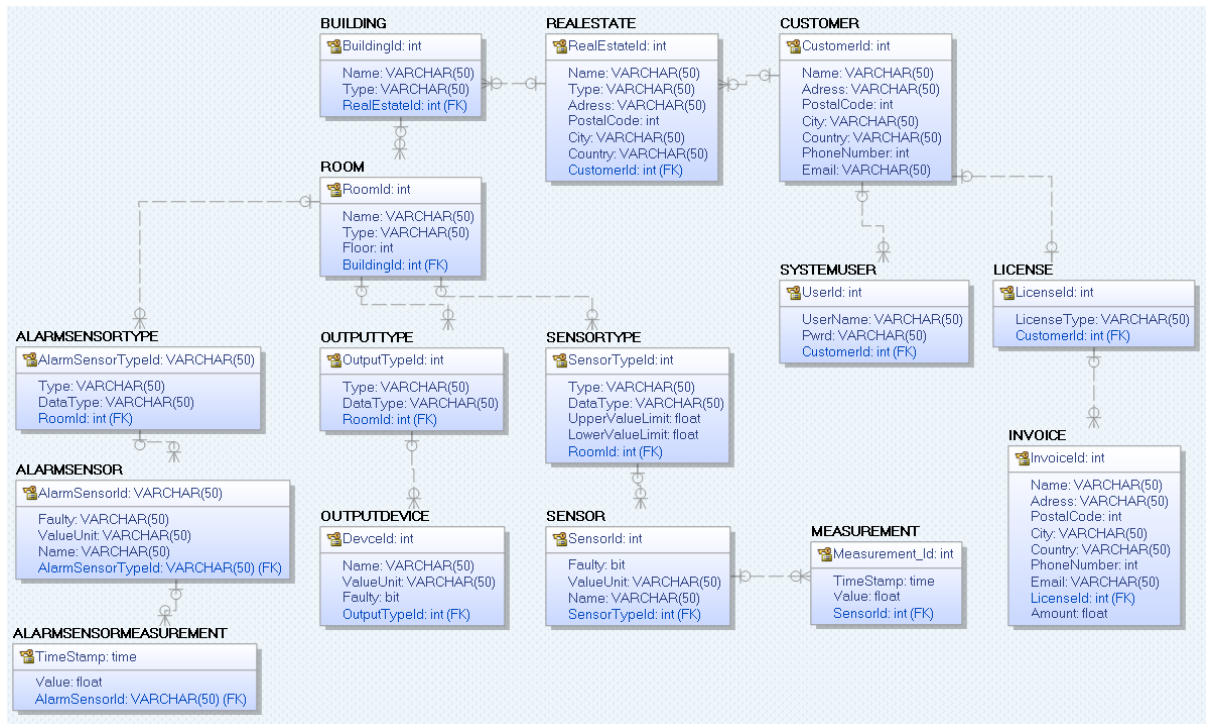 BUILDING
BuildingId: int
Name: VARCHAR(50)
Type: VARCHAR(50)
RealEstateId: int (FK)
REALESTATE
RealEstateId: int
Name: VARCHAR(50)
Type: VARCHAR(50)
Adress: VARCHAR(50)
PostalCode: int
City: VARCHAR(50)
Country: VARCHAR(50)
CustomerId: int (FK)
CUSTOMER
CustomerId: int
Name: VARCHAR(50)
Adress: VARCHAR(50)
PostalCode: int
City: VARCHAR(50)
Country: VARCHAR(50)
PhoneNumber: int
Email: VARCHAR(50)
ROOM
RoomId: int
Name: VARCHAR(50)
Type: VARCHAR(50)
Floor: int
BuildingId: int (FK)
SYSTEMUSER
UserId: int
UserName: VARCHAR(50)
Pwrd: VARCHAR(50)
CustomerId: int (FK)
LICENSE
LicenseId: int
LicenseType: VARCHAR(50)
CustomerId: int (FK)
ALARMSENSORTYPE
AlarmSensorTypeId: VARCHAR(50)
Type: VARCHAR(50)
DataType: VARCHAR(50)
RoomId: int (FK)
OUTPUTTYPE
OutputTypeId: int
Type: VARCHAR(50)
DataType: VARCHAR(50)
RoomId: int (FK)
SENSORTYPE
SensorTypeId: int
Type: VARCHAR(50)
DataType: VARCHAR(50)
UpperValueLimit: float
LowerValueLimit: float
RoomId: int (FK)
INVOICE
InvoiceId: int
Name: VARCHAR(50)
Adress: VARCHAR(50)
PostalCode: int
City: VARCHAR(50)
Country: VARCHAR(50)
PhoneNumber: int
Email: VARCHAR(50)
LicenseId: int (FK)
Amount: float
ALARMSENSOR
AlarmSensorId: VARCHAR(50)
Faulty: VARCHAR(50)
ValueUnit: VARCHAR(50)
Name: VARCHAR(50)
AlarmSensorTypeId: VARCHAR(50) (FK)
OUTPUTDEVICE
DevceId: int
Name: VARCHAR(50)
ValueUnit: VARCHAR(50)
Faulty: bit
OutputTypeId: int (FK)
SENSOR
SensorId: int
Faulty: bit
ValueUnit: VARCHAR(50)
Name: VARCHAR(50)
SensorTypeId: int (FK)
MEASUREMENT
Measurement_Id: int
TimeStamp: time
Value: float
SensorId: int (FK)
ALARMSENSORMEASUREMENT
TimeStamp: time
Value: float
AlarmSensorId: VARCHAR(50) (FK)